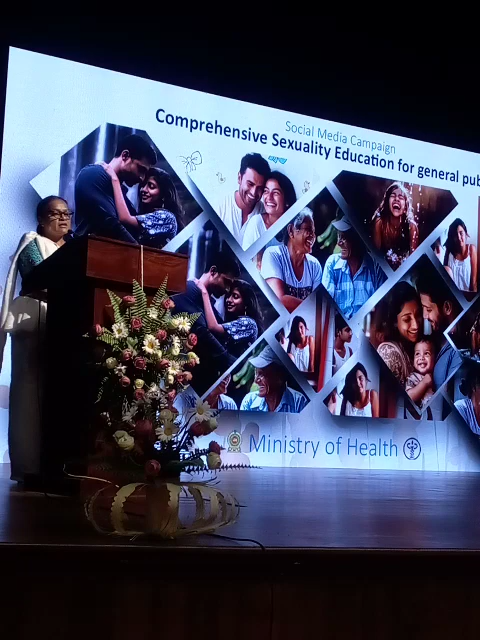 Social Media Campaign
Comprehensive Sexuality Education for general pub
Ministry of Health